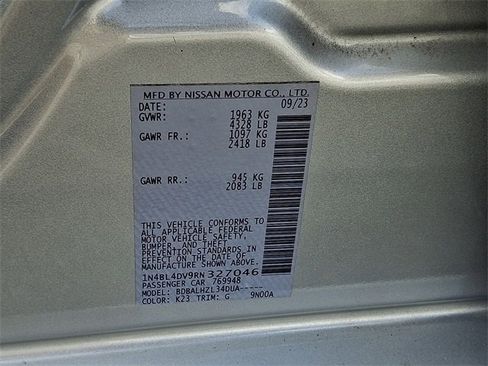 MFD BY NISSAN MOTOR CO., LTD.
DATE: 09/23
GVWR: 1963 KG
4328 LB
GAWR FR.: 1097 KG
2418 LB
GAWR RR.: 945 KG
2083 LB
THIS VEHICLE CONFORMS TO
ALL APPLICABLE FEDERAL
MOTOR VEHICLE SAFETY,
BUMPER, AND THEFT
PREVENTION STANDARDS IN
EFFECT ON THE DATE OF
MANUFACTURE SHOWN ABOVE.
1N4BL4DV9RN327046
PASSENGER CAR 769948
MODEL: BDBALHZL34DUA-----
COLOR: K23 TRIM: G 9N00A